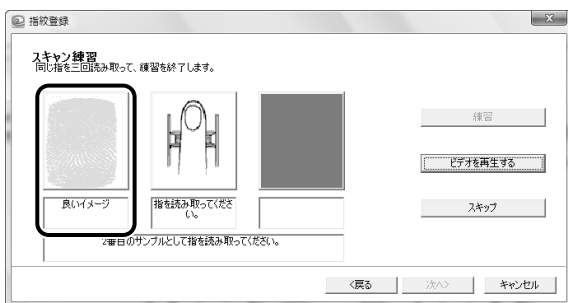 指紋登録
スキャン練習
同じ指を三回読み取って、練習を終了します。
練習
ビデオを再生する
良いイメージ
指を読み取ってくださ
い。
スキップ
2番目のサンプルとして指を読み取ってください。
<戻る
次へ>
キャンセル